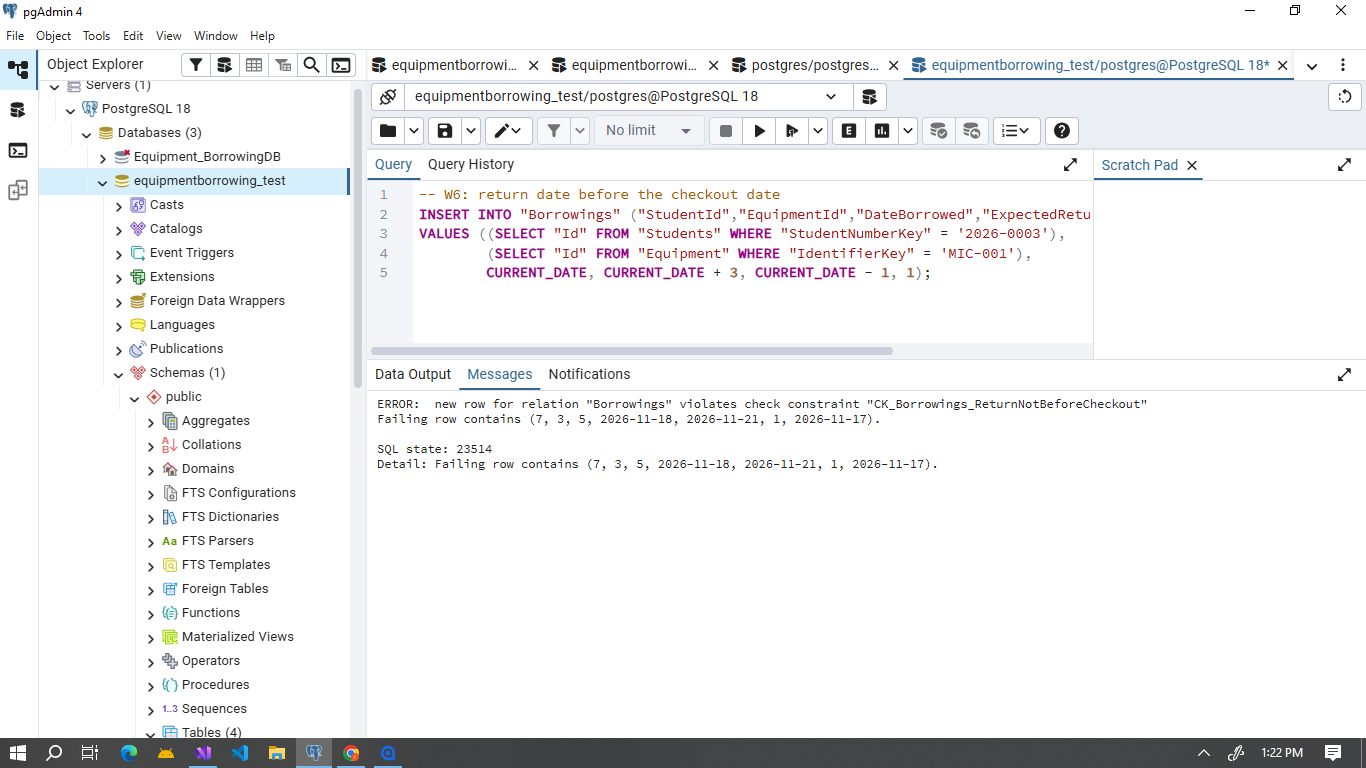 pgAdmin 4
File Object Tools Edit View Window Help
Object Explorer
equipmentborrowi...
equipmentborrowi...
postgres/postgres...
equipmentborrowing_test/postgres@PostgreSQL 18*
Servers (1)
PostgreSQL 18
Databases (3)
Equipment_BorrowingDB
equipmentborrowing_test
Casts
Catalogs
Event Triggers
Extensions
Foreign Data Wrappers
Languages
Publications
Schemas (1)
public
Aggregates
Collations
Domains
FTS Configurations
FTS Dictionaries
Aa FTS Parsers
FTS Templates
Foreign Tables
Functions
Materialized Views
Operators
Procedures
1..3 Sequences
Tables (4)
equipmentborrowing_test/postgres@PostgreSQL 18
No limit
E
Query Query History
Scratch Pad
1 -- W6: return date before the checkout date
2 INSERT INTO "Borrowings" ("StudentId","EquipmentId","DateBorrowed","ExpectedRetu
3 VALUES ((SELECT "Id" FROM "Students" WHERE "StudentNumberKey" = '2026-0003'),
4 (SELECT "Id" FROM "Equipment" WHERE "IdentifierKey" = 'MIC-001'),
5 CURRENT_DATE, CURRENT_DATE + 3, CURRENT_DATE - 1, 1);
Data Output Messages Notifications
ERROR: new row for relation "Borrowings" violates check constraint "CK_Borrowings_ReturnNotBeforeCheckout"
Failing row contains (7, 3, 5, 2026-11-18, 2026-11-21, 1, 2026-11-17).
SQL state: 23514
Detail: Failing row contains (7, 3, 5, 2026-11-18, 2026-11-21, 1, 2026-11-17).
1:22 PM